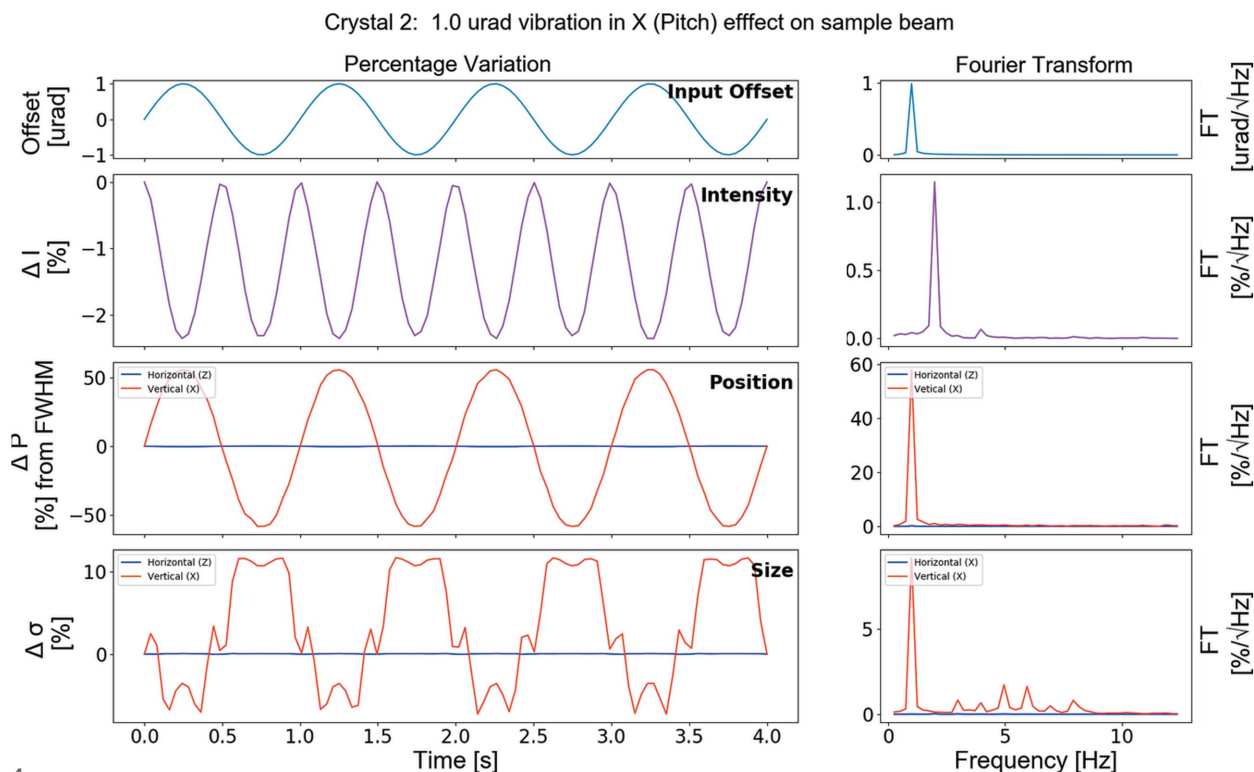 Crystal 2: 1.0 urad vibration in X (Pitch) efffect on sample beam
Percentage Variation
Fourier Transform
Offset
[urad]
1
0
−1
Input Offset
1
0
FT
[urad/√Hz]
Δ I
[%]
0
−1
−2
Intensity
1.0
0.5
0.0
FT
[%/√Hz]
Δ P
[%] from FWHM
50
0
−50
Horizontal (Z)
Vertical (X)
Position
60
40
20
0
Horizontal (Z)
Vertical (X)
FT
[%/√Hz]
Δ σ
[%]
10
0
Horizontal (Z)
Vertical (X)
Size
5
0
Horizontal (X)
Vertical (X)
FT
[%/√Hz]
0.0 0.5 1.0 1.5 2.0 2.5 3.0 3.5 4.0
Time [s]
0 5 10
Frequency [Hz]